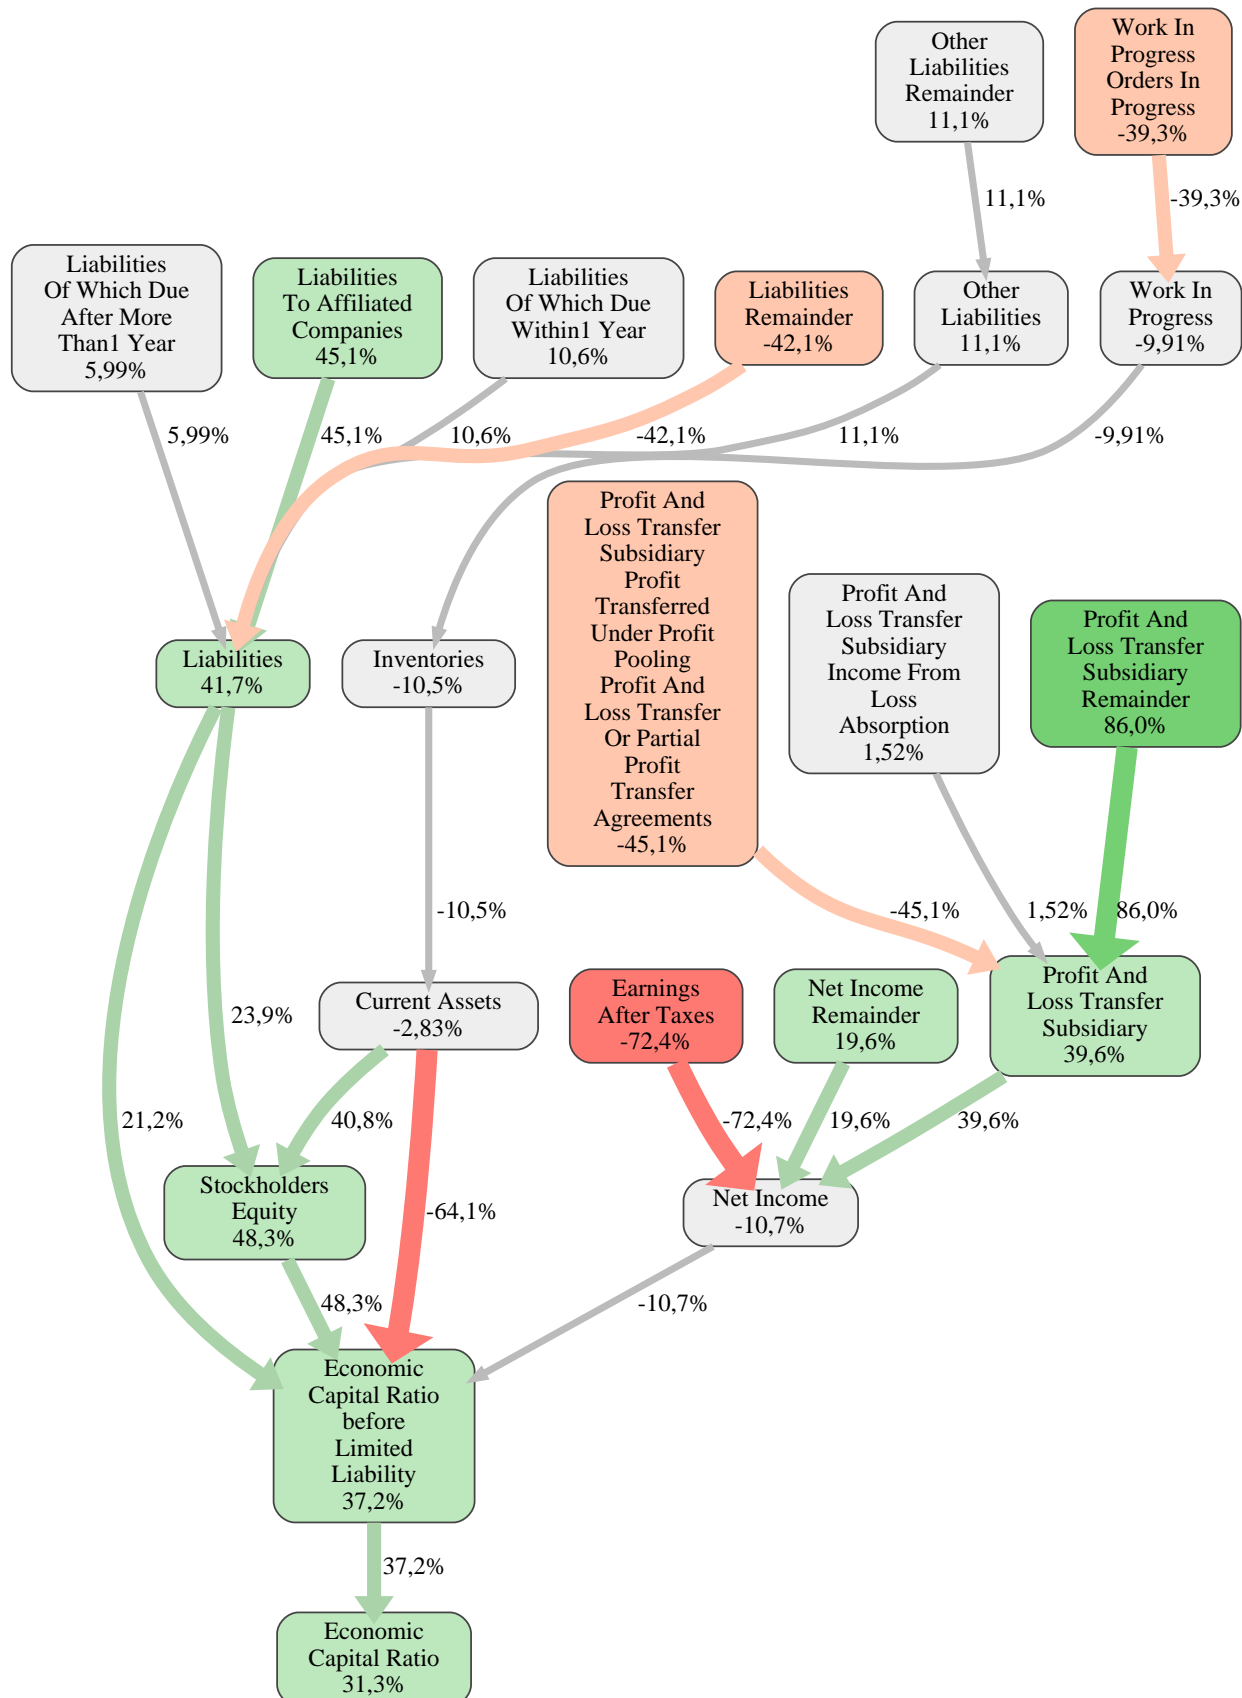 Other
Liabilities
Remainder
11,1%
Work In
Progress
Orders In
Progress
-39,3%
11,1%
-39,3%
Liabilities
Of Which Due
After More
Than1 Year
5,99%
Liabilities
To Affiliated
Companies
45,1%
Liabilities
Of Which Due
Within1 Year
10,6%
Liabilities
Remainder
-42,1%
Other
Liabilities
11,1%
Work In
Progress
-9,91%
5,99%
45,1%
10,6%
-42,1%
11,1%
-9,91%
Profit And
Loss Transfer
Subsidiary
Profit
Transferred
Under Profit
Pooling
Profit And
Loss Transfer
Or Partial
Profit
Transfer
Agreements
-45,1%
Profit And
Loss Transfer
Subsidiary
Income From
Loss
Absorption
1,52%
Profit And
Loss Transfer
Subsidiary
Remainder
86,0%
Liabilities
41,7%
Inventories
-10,5%
-10,5%
-45,1%
1,52%
86,0%
23,9%
Current Assets
-2,83%
Earnings
After Taxes
-72,4%
Net Income
Remainder
19,6%
Profit And
Loss Transfer
Subsidiary
39,6%
21,2%
40,8%
-72,4%
19,6%
39,6%
Stockholders
Equity
48,3%
-64,1%
Net Income
-10,7%
48,3%
-10,7%
Economic
Capital Ratio
before
Limited
Liability
37,2%
37,2%
Economic
Capital Ratio
31,3%